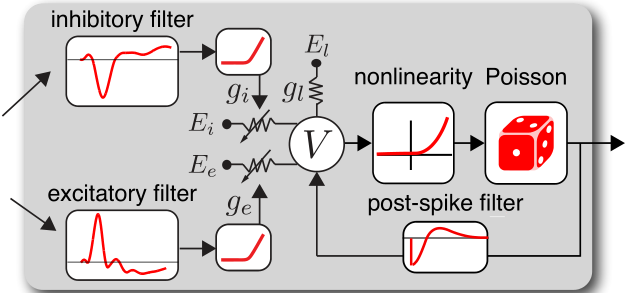 inhibitory filter
E_l
g_i
g_l
nonlinearity
Poisson
E_i
V
E_e
excitatory filter
g_e
post-spike filter